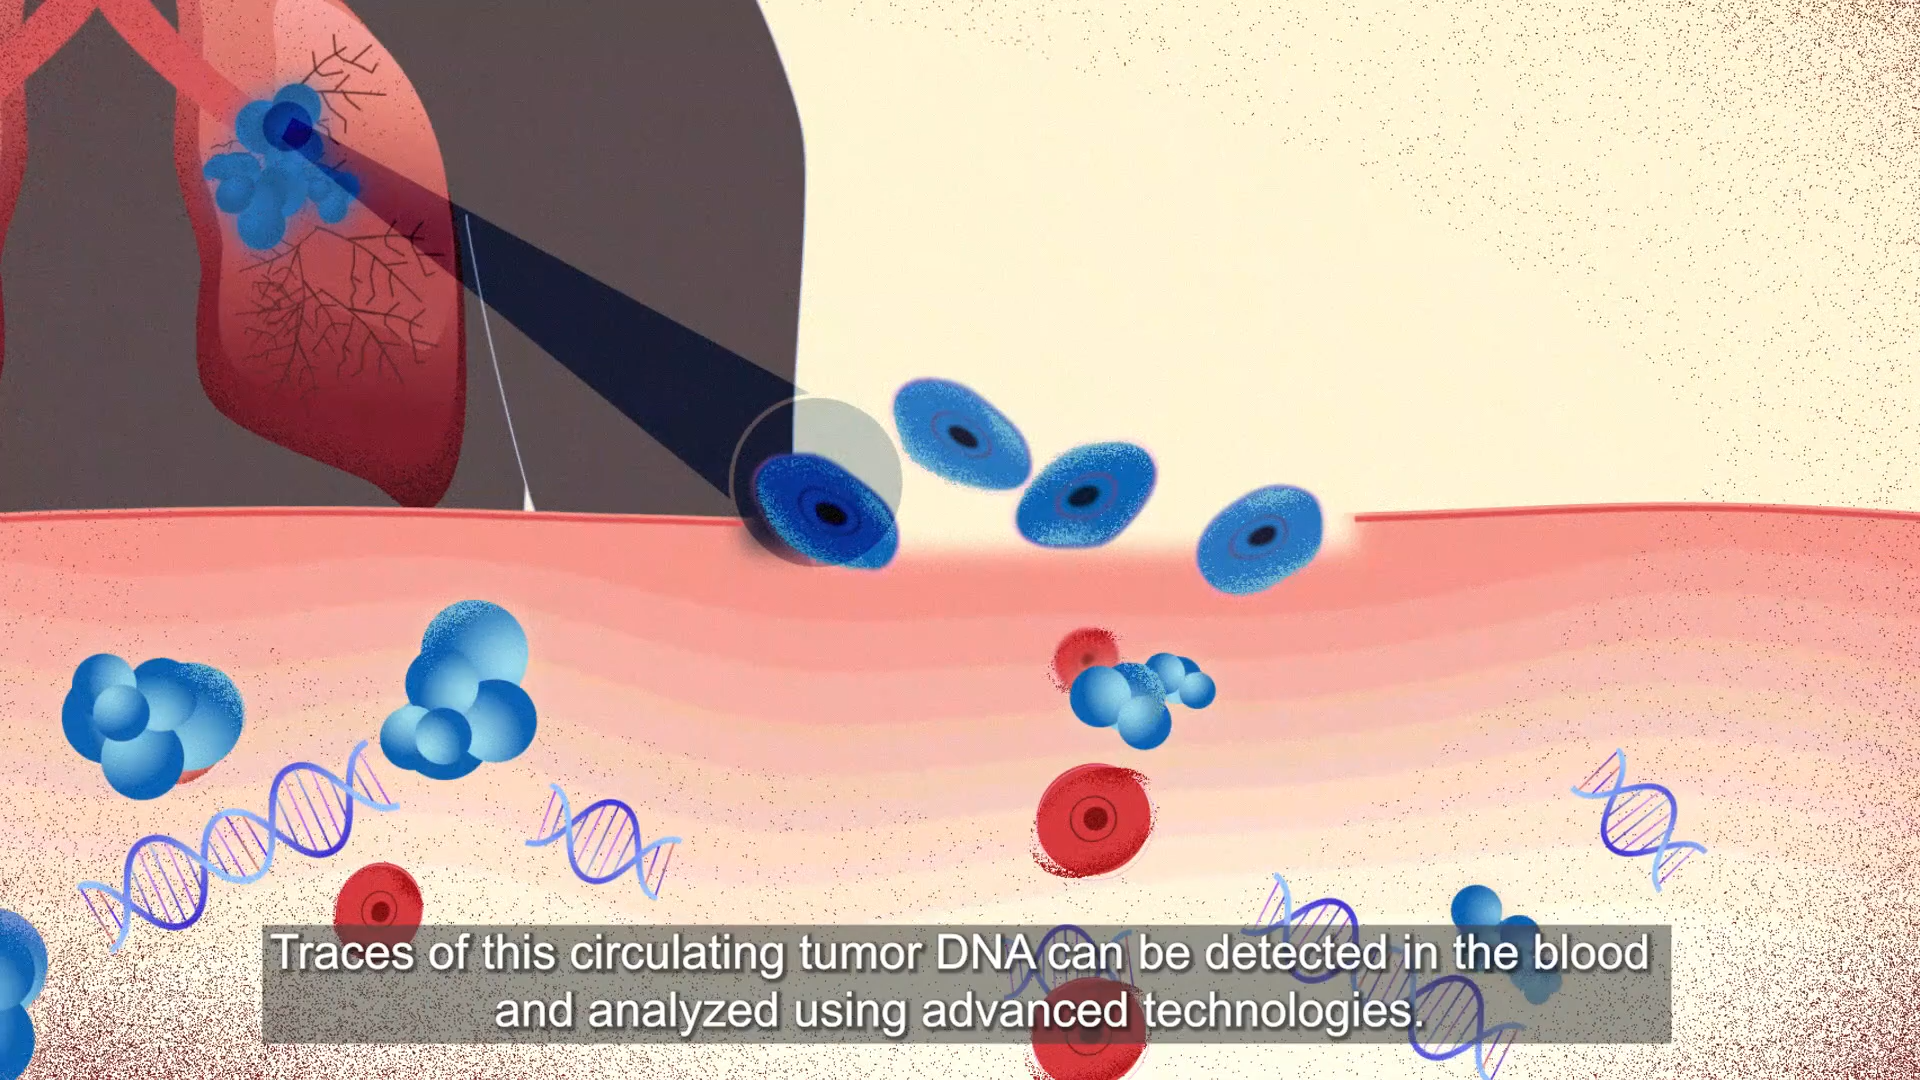 Traces of this circulating tumor DNA can be detected in the blood
and analyzed using advanced technologies.